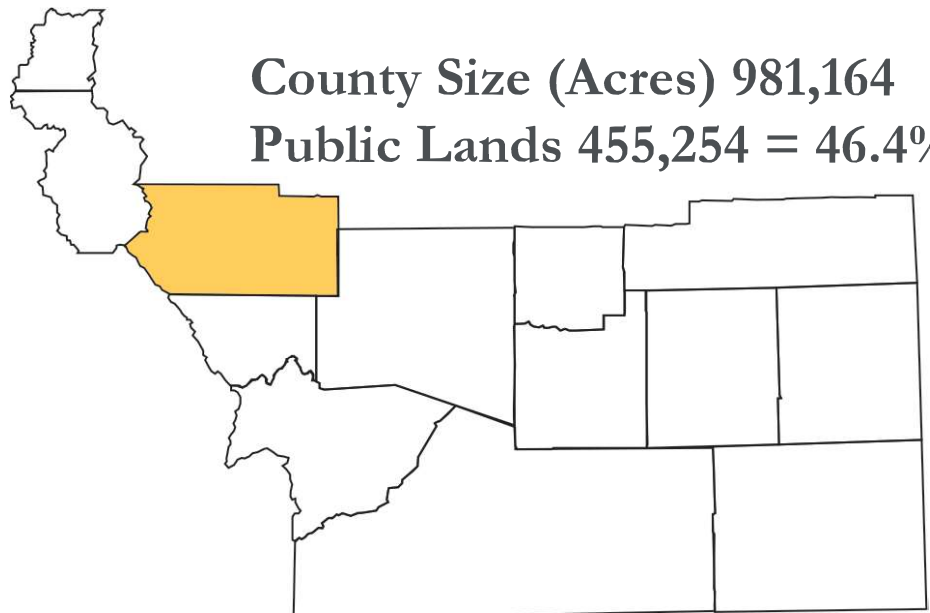 County Size (Acres) 981,164
Public Lands 455,254 = 46.4%